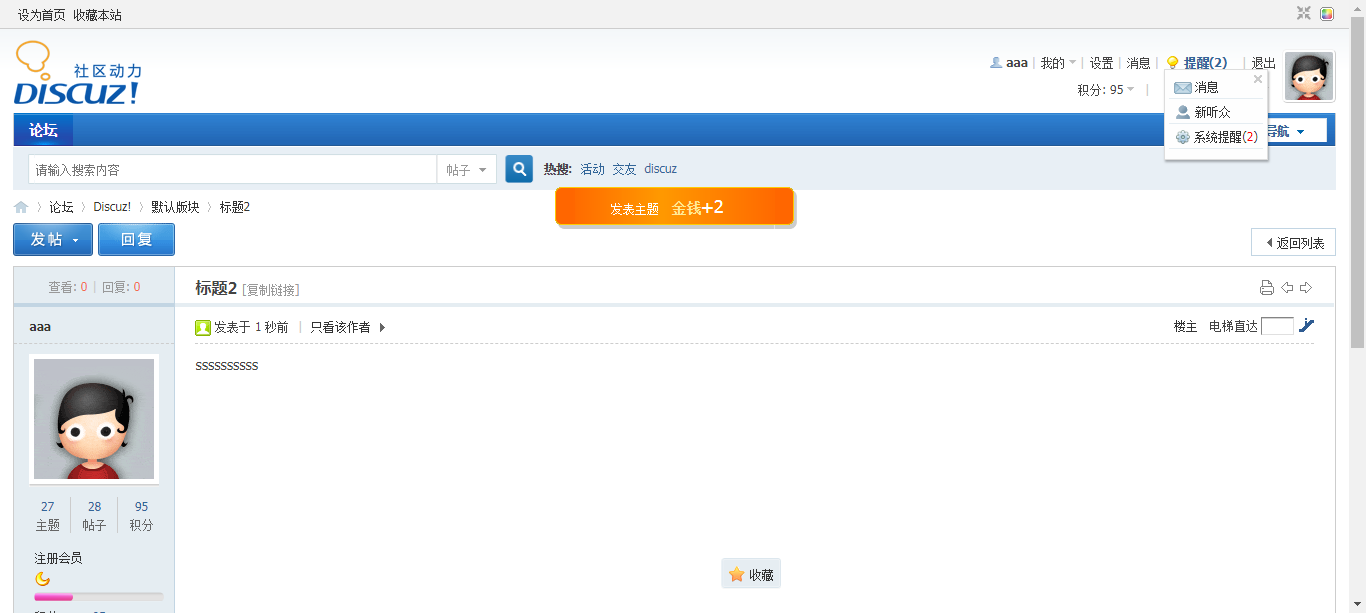 设为首页 收藏本站
社区动力
DISCUZ!
aaa 我的 设置 消息 提醒(2) 退出
积分: 95
消息
新听众
系统提醒(2)
论坛
导航
请输入搜索内容 帖子 热搜: 活动 交友 discuz
发表主题 金钱+2
论坛 Discuz! 默认版块 标题2
发帖 回复 返回列表
查看: 0 回复: 0 标题2 [复制链接]
aaa 发表于 1 秒前 只看该作者 楼主 电梯直达
ssssssssss
27 28 95
主题 帖子 积分
注册会员
收藏